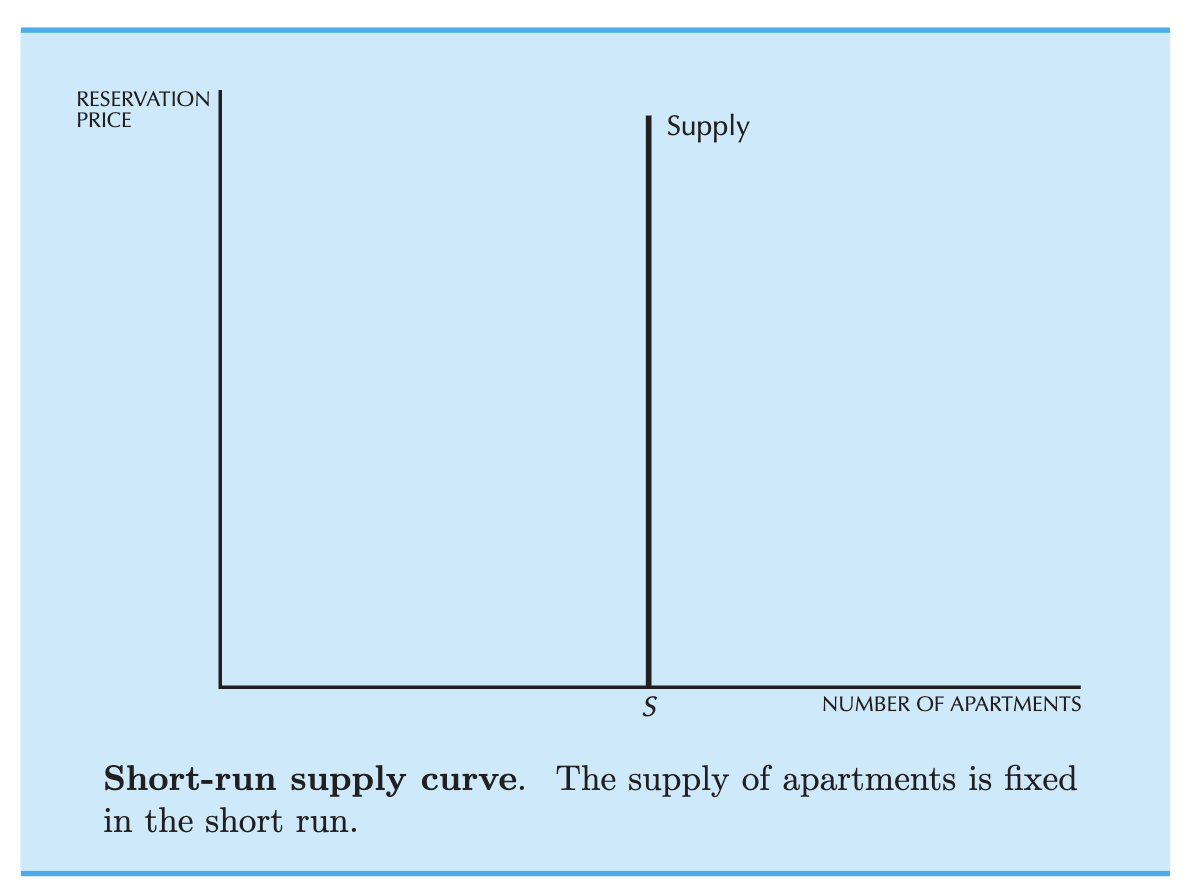 RESERVATION
PRICE
Supply
S
NUMBER OF APARTMENTS
Short-run supply curve. The supply of apartments is fixed
in the short run.